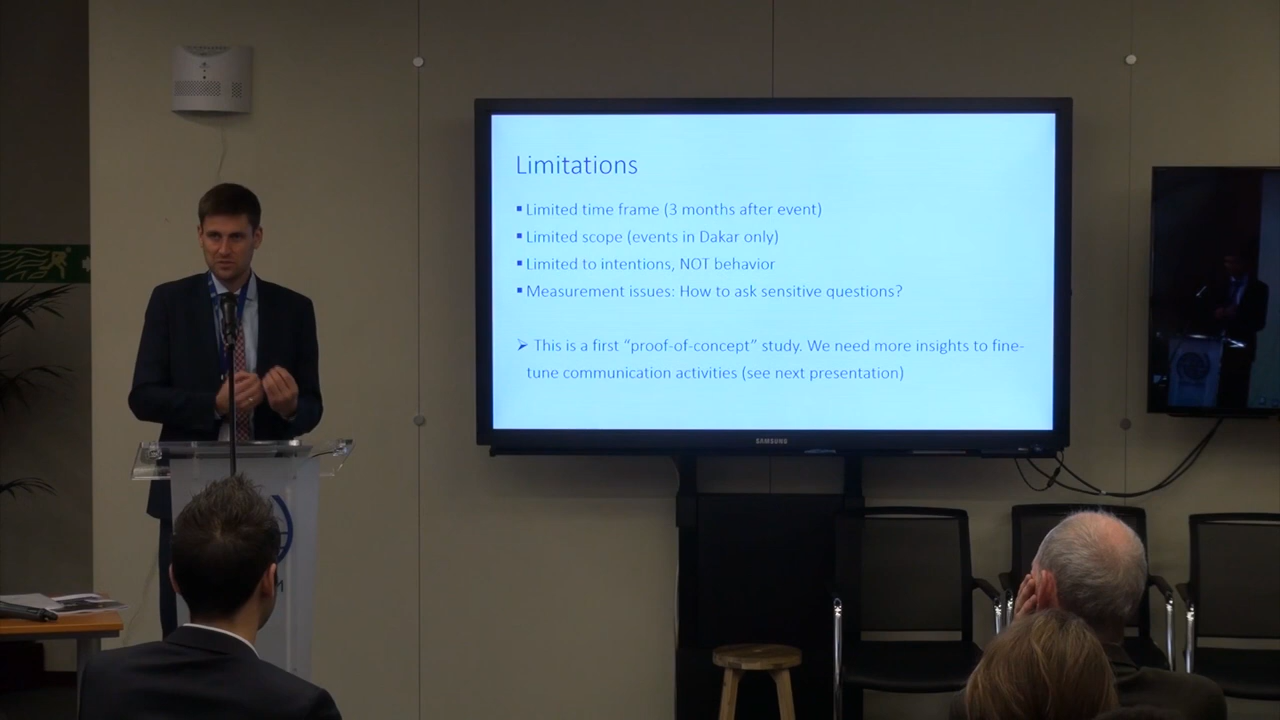 Limitations
▪ Limited time frame (3 months after event)
▪ Limited scope (events in Dakar only)
▪ Limited to intentions, NOT behavior
▪ Measurement issues: How to ask sensitive questions?
➢ This is a first “proof-of-concept” study. We need more insights to fine-
tune communication activities (see next presentation)
SAMSUNG